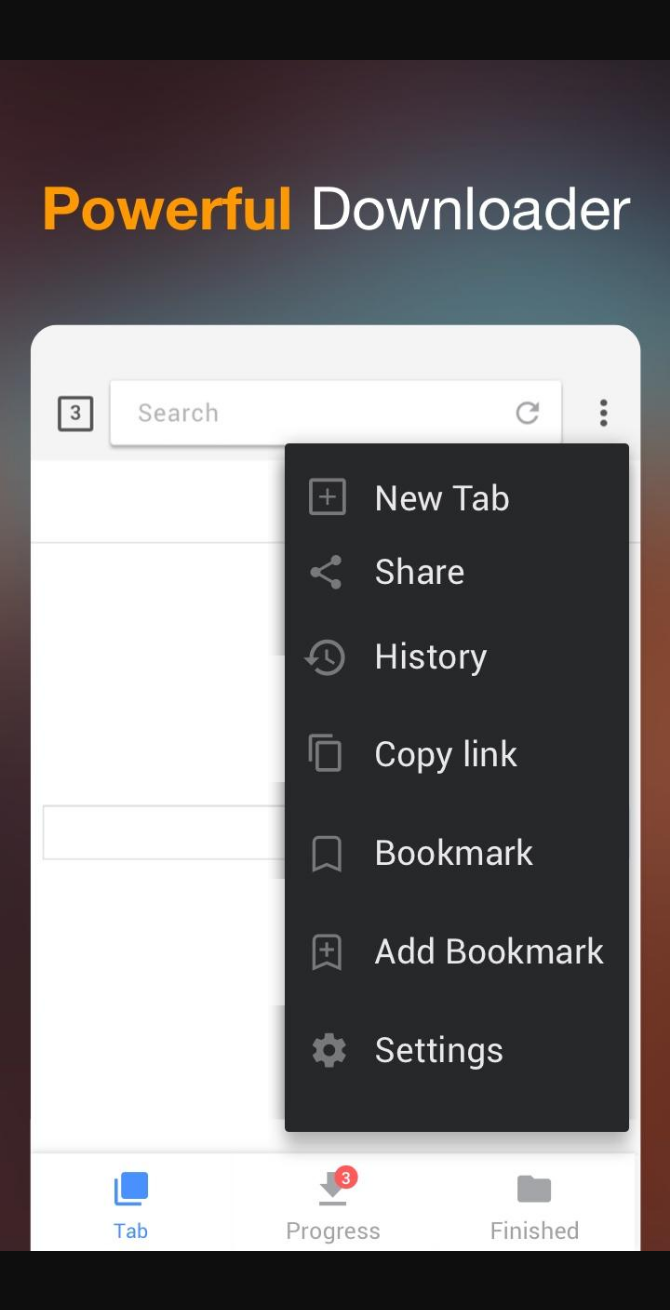 Powerful Downloader
3
Search
New Tab
Share
History
Copy link
Bookmark
Add Bookmark
Settings
3
Tab
Progress
Finished